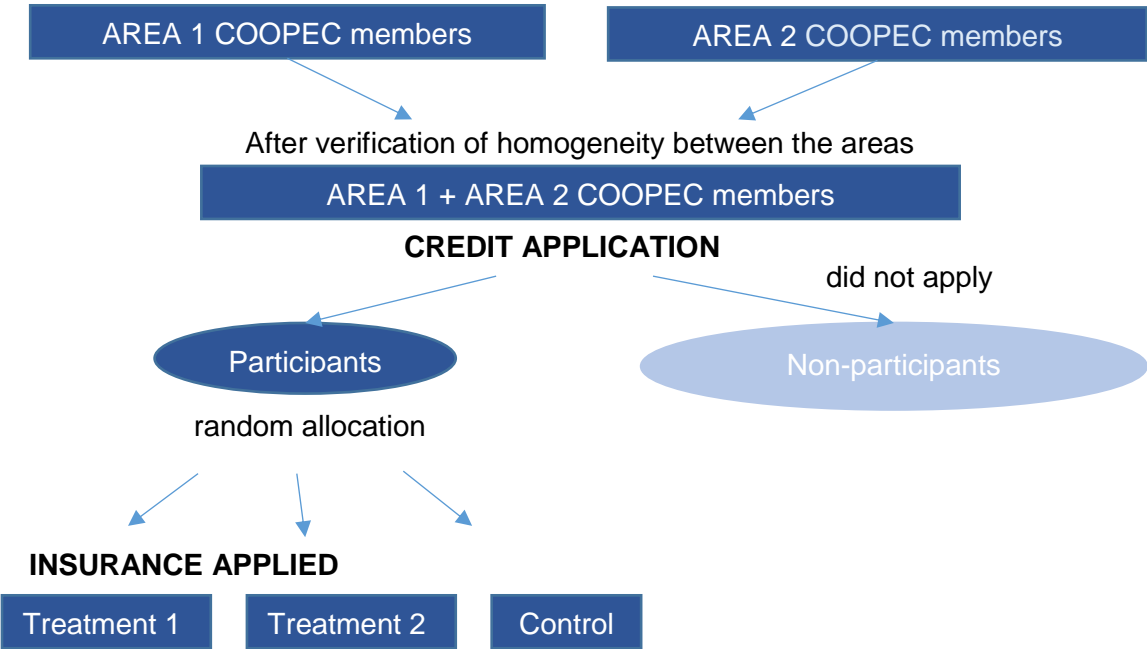 AREA 1 COOPEC members
AREA 2 COOPEC members
After verification of homogeneity between the areas
AREA 1 + AREA 2 COOPEC members
CREDIT APPLICATION
did not apply
Participants
Non-participants
random allocation
INSURANCE APPLIED
Treatment 1
Treatment 2
Control